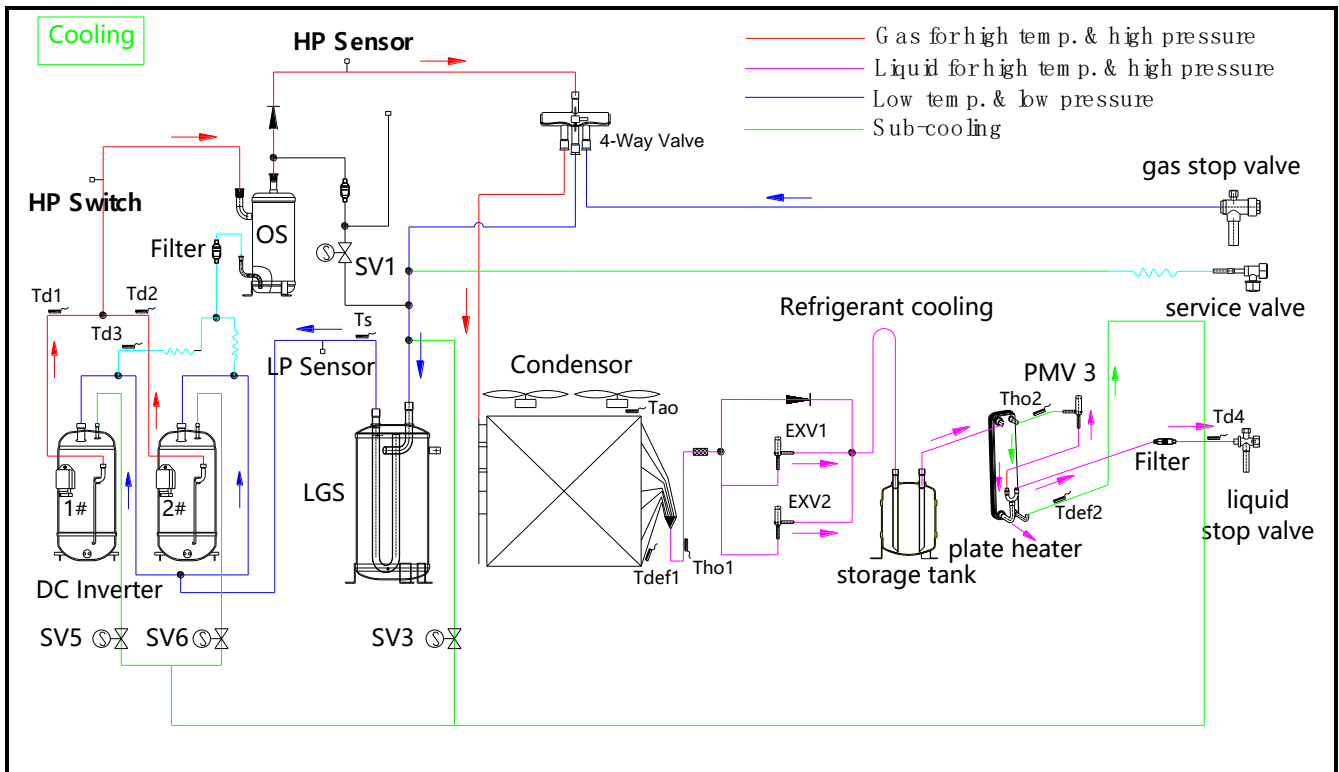 Cooling
HP Sensor
Gas for high temp. & high pressure
Liquid for high temp. & high pressure
Low temp. & low pressure
Sub-cooling
4-Way Valve
gas stop valve
HP Switch
OS
Filter
SV1
Td1
Td2
Td3
Ts
LP Sensor
service valve
Refrigerant cooling
Condensor
PMV 3
Tao
Tho2
Td4
EXV1
Filter
LGS
1#
2#
EXV2
Tdef2
liquid
stop valve
plate heater
Tdef1
Tho1
storage tank
DC Inverter
SV5
SV6
SV3
S
S
S
S